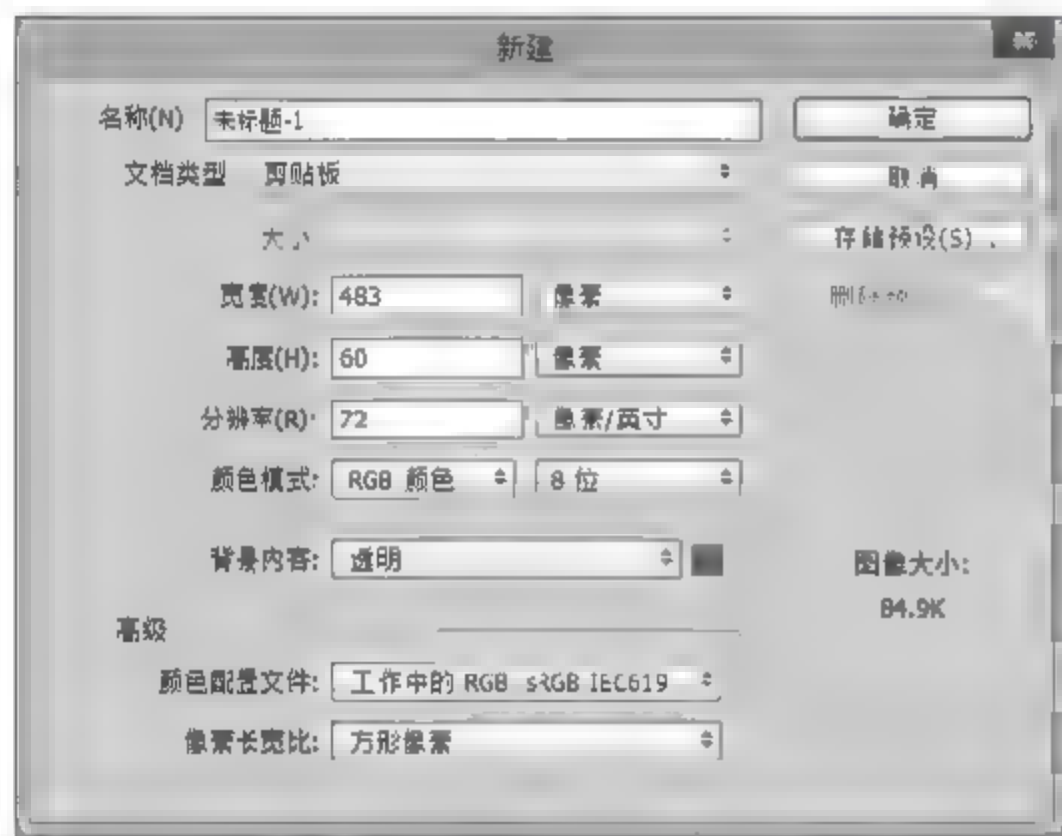 新建
名称(N) 未标题-1 确定
文档类型 剪贴板 取消
大小 存储预设(S)
宽度(W): 483 像素
高度(H): 60 像素
分辨率(R): 72 像素/英寸
颜色模式: RGB 颜色 8 位
背景内容: 透明 图像大小:
84.9K
高级
颜色配置文件: 工作中的 RGB sRGB IEC619
像素长宽比: 方形像素